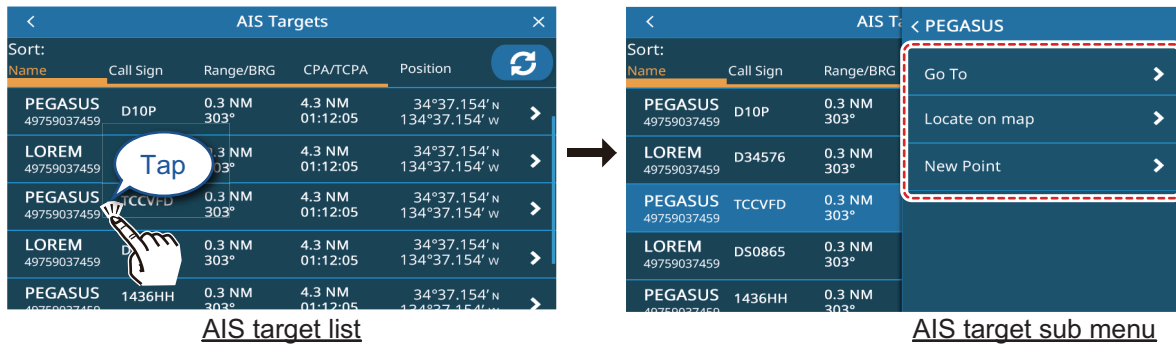 < AIS Targets ×
Sort:
Name Call Sign Range/BRG CPA/TCPA Position
PEGASUS D10P 0.3 NM 4.3 NM 34°37.154′ N
49759037459 303° 01:12:05 134°37.154′ W
LOREM .3 NM 4.3 NM 34°37.154′ N
49759037459 03° 01:12:05 134°37.154′ W
Tap
PEGASUS TCCVFD 0.3 NM 4.3 NM 34°37.154′ N
49759037459 303° 01:12:05 134°37.154′ W
LOREM D 0.3 NM 4.3 NM 34°37.154′ N
49759037459 303° 01:12:05 134°37.154′ W
PEGASUS 1436HH 0.3 NM 4.3 NM 34°37.154′ N
49759037459 303° 01:12:05 134°37.154′ W
AIS target list
< AIS Ta
Sort:
Name Call Sign Range/BRG
PEGASUS D10P 0.3 NM
49759037459 303°
LOREM D34576 0.3 NM
49759037459 303°
PEGASUS TCCVFD 0.3 NM
49759037459 303°
LOREM DS0865 0.3 NM
49759037459 303°
PEGASUS 1436HH 0.3 NM
49759037459 303°
< PEGASUS
Go To >
Locate on map >
New Point >
AIS target sub menu